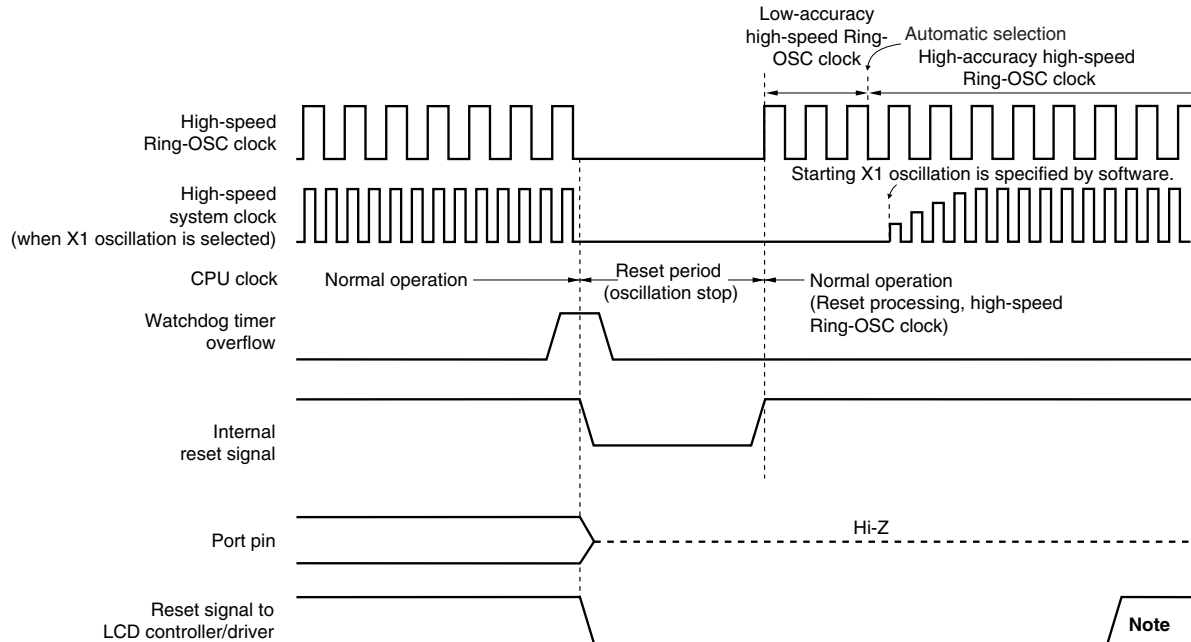 Low-accuracy
high-speed Ring-
OSC clock
Automatic selection
High-accuracy high-speed
Ring-OSC clock
High-speed
Ring-OSC clock
Starting X1 oscillation is specified by software.
High-speed
system clock
(when X1 oscillation is selected)
CPU clock
Normal operation
Reset period
(oscillation stop)
Normal operation
(Reset processing, high-speed
Ring-OSC clock)
Watchdog timer
overflow
Internal
reset signal
Port pin
Hi-Z
Reset signal to
LCD controller/driver
Note